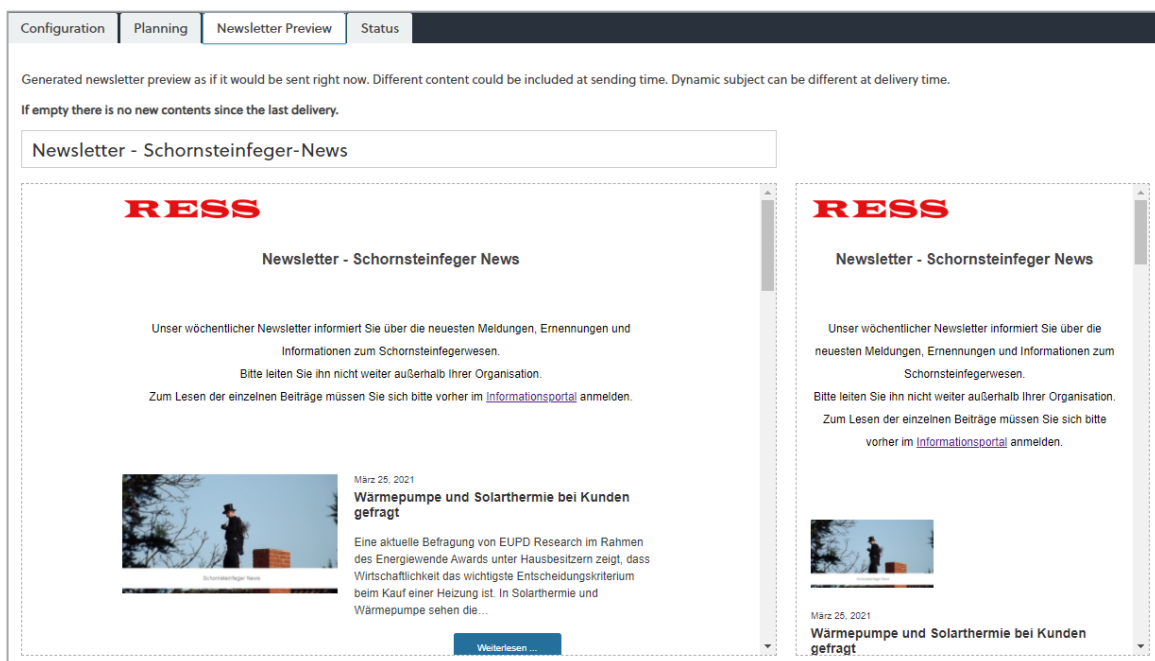 Configuration
Planning
Newsletter Preview
Status
Generated newsletter preview as if it would be sent right now. Different content could be included at sending time. Dynamic subject can be different at delivery time.
If empty there is no new contents since the last delivery.
Newsletter - Schornsteinfeger-News
RESS
Newsletter - Schornsteinfeger News
Unser wöchentlicher Newsletter informiert Sie über die neuesten Meldungen, Ernennungen und
Informationen zum Schornsteinfegerwesen.
Bitte leiten Sie ihn nicht weiter außerhalb Ihrer Organisation.
Zum Lesen der einzelnen Beiträge müssen Sie sich bitte vorher im Informationsportal anmelden.
Schornsteinfeger News
März 25, 2021
Wärmepumpe und Solarthermie bei Kunden
gefragt
Eine aktuelle Befragung von EUPD Research im Rahmen
des Energiewende Awards unter Hausbesitzern zeigt, dass
Wirtschaftlichkeit das wichtigste Entscheidungskriterium
beim Kauf einer Heizung ist. In Solarthermie und
Wärmepumpe sehen die…
Weiterlesen ...
RESS
Newsletter - Schornsteinfeger News
Unser wöchentlicher Newsletter informiert Sie über die
neuesten Meldungen, Ernennungen und Informationen zum
Schornsteinfegerwesen.
Bitte leiten Sie ihn nicht weiter außerhalb Ihrer Organisation.
Zum Lesen der einzelnen Beiträge müssen Sie sich bitte
vorher im Informationsportal anmelden.
Schornsteinfeger News
März 25, 2021
Wärmepumpe und Solarthermie bei Kunden
gefragt